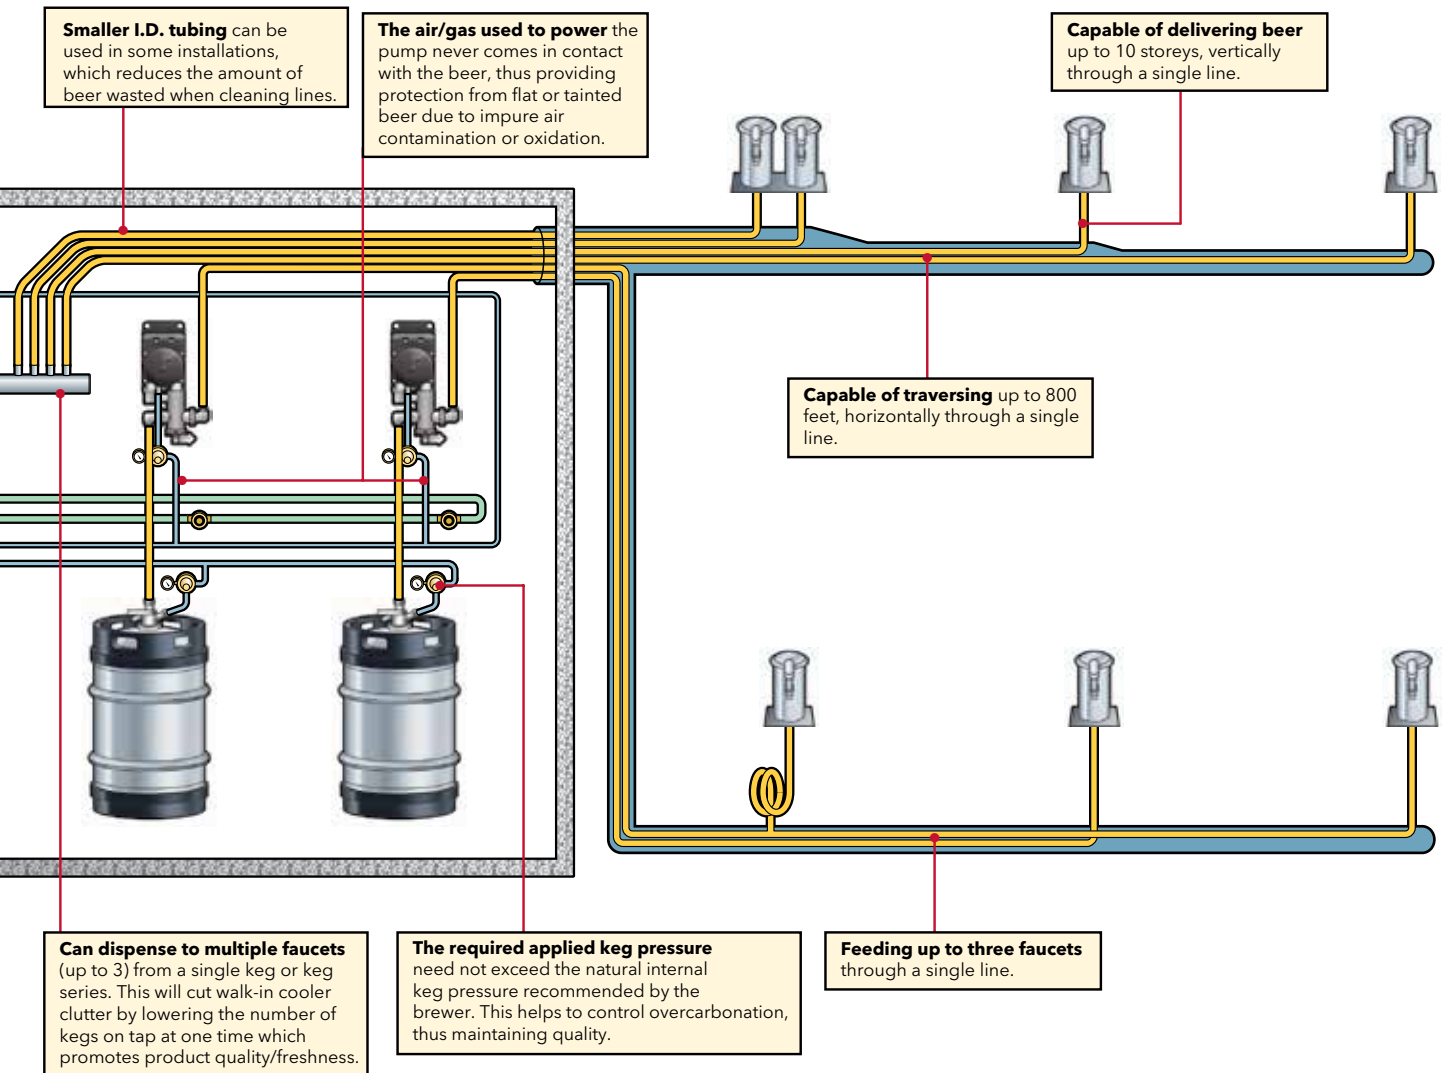 Smaller I.D. tubing can be
used in some installations,
which reduces the amount of
beer wasted when cleaning lines.
The air/gas used to power the
pump never comes in contact
with the beer, thus providing
protection from flat or tainted
beer due to impure air
contamination or oxidation.
Capable of delivering beer
up to 10 storeys, vertically
through a single line.
Capable of traversing up to 800
feet, horizontally through a single
line.
Can dispense to multiple faucets
(up to 3) from a single keg or keg
series. This will cut walk-in cooler
clutter by lowering the number of
kegs on tap at one time which
promotes product quality/freshness.
The required applied keg pressure
need not exceed the natural internal
keg pressure recommended by the
brewer. This helps to control overcarbonation,
thus maintaining quality.
Feeding up to three faucets
through a single line.